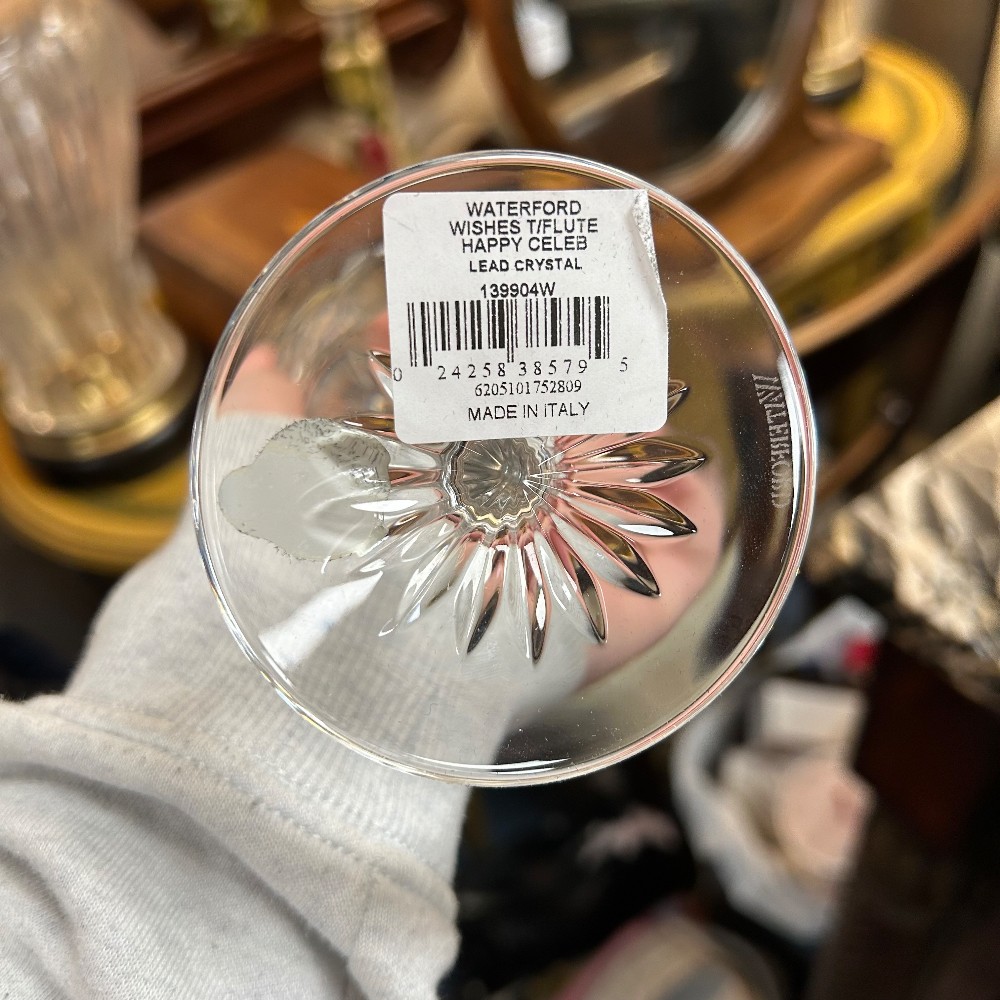 WATERFORD
WISHES T/FLUTE
HAPPY CELEB
LEAD CRYSTAL
139904W
0 24258 38579 5
6205101752809
MADE IN ITALY
WATERFORD